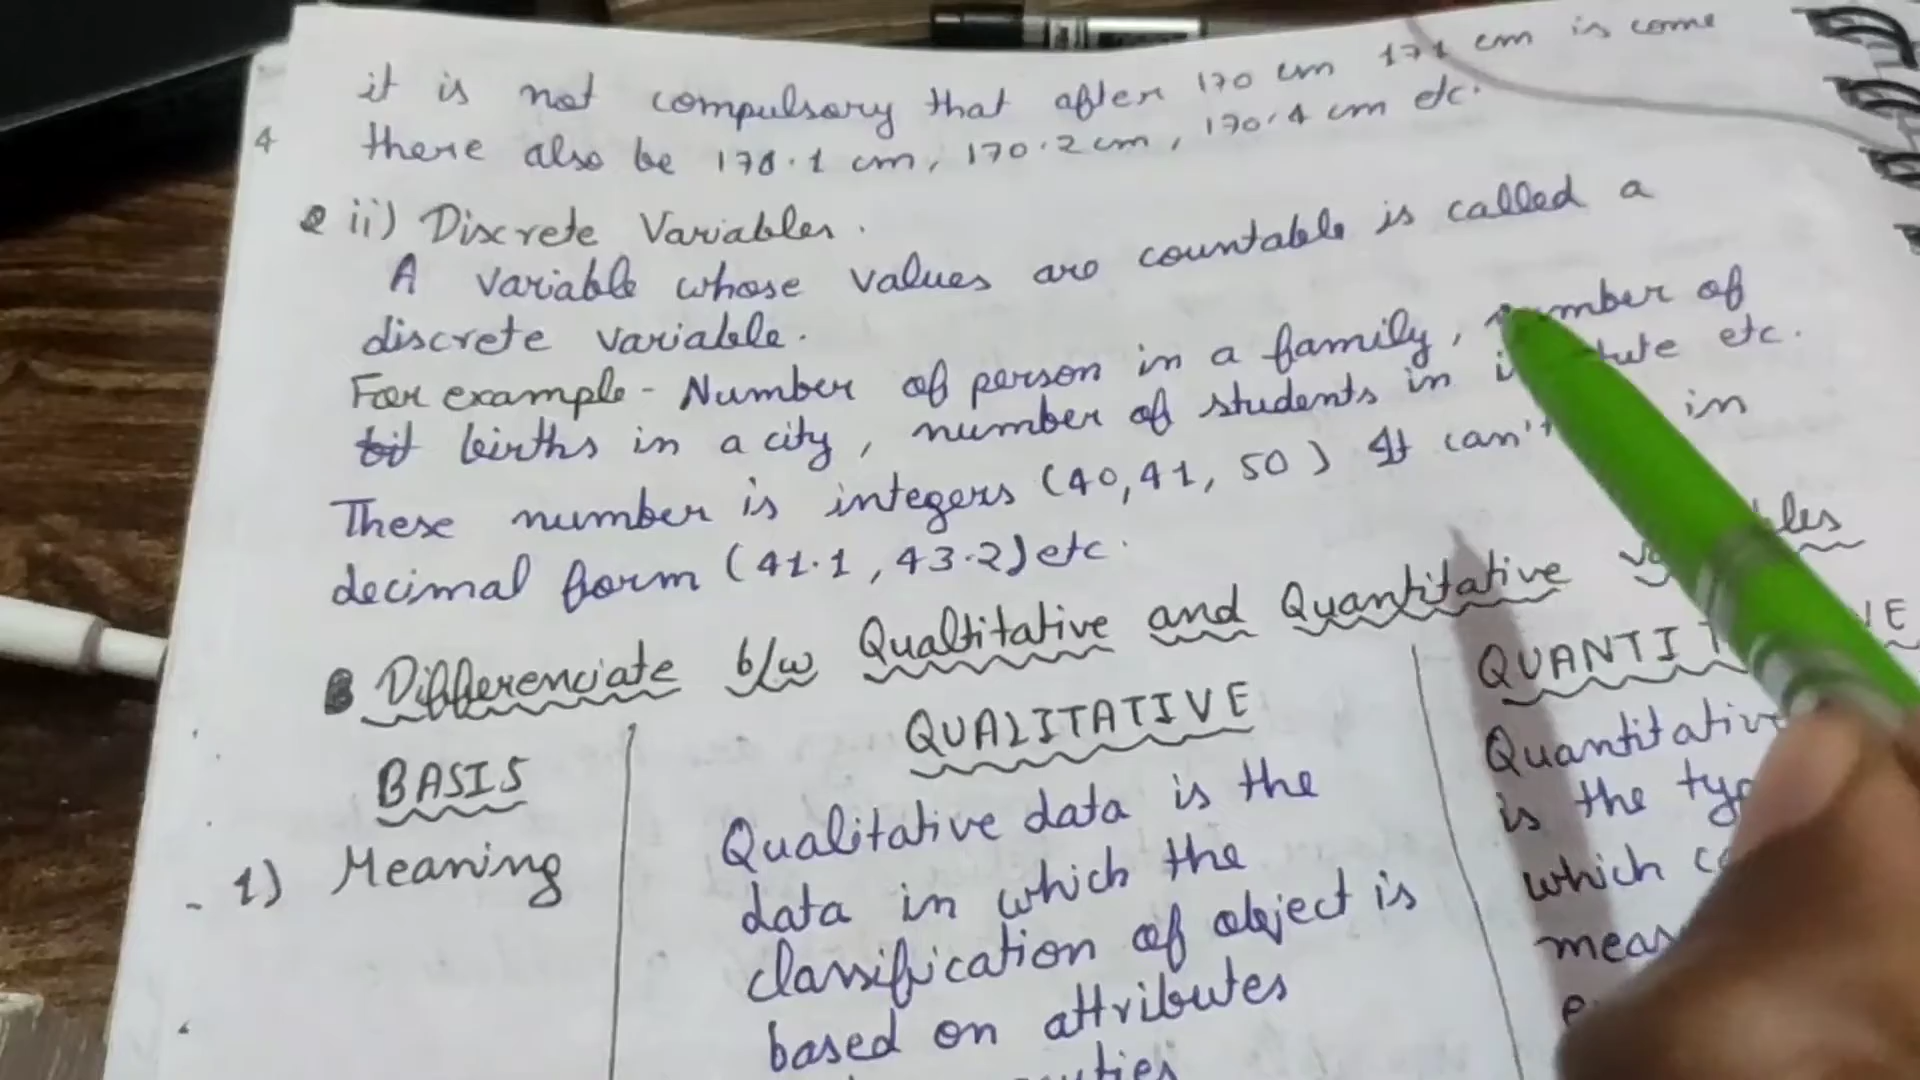 it is not compulsory that after 170 cm 171 cm is come
4 there also be 170.1 cm, 170.2 cm, 170.4 cm etc.
ii) Discrete Variables.
A variable whose values are countable is called a
discrete variable.
For example - Number of person in a family, number of
births in a city, number of students in etc.
These number is integers (40, 41, 50) It can't in
decimal form (41.1, 43.2) etc.
Differenciate b/w Qualtitative and Quantitative
BASIS
QUALITATIVE
QUANTITATIVE
1) Meaning
Qualitative data is the
data in which the
classification of object is
based on attributes
Quantitative
is the
which